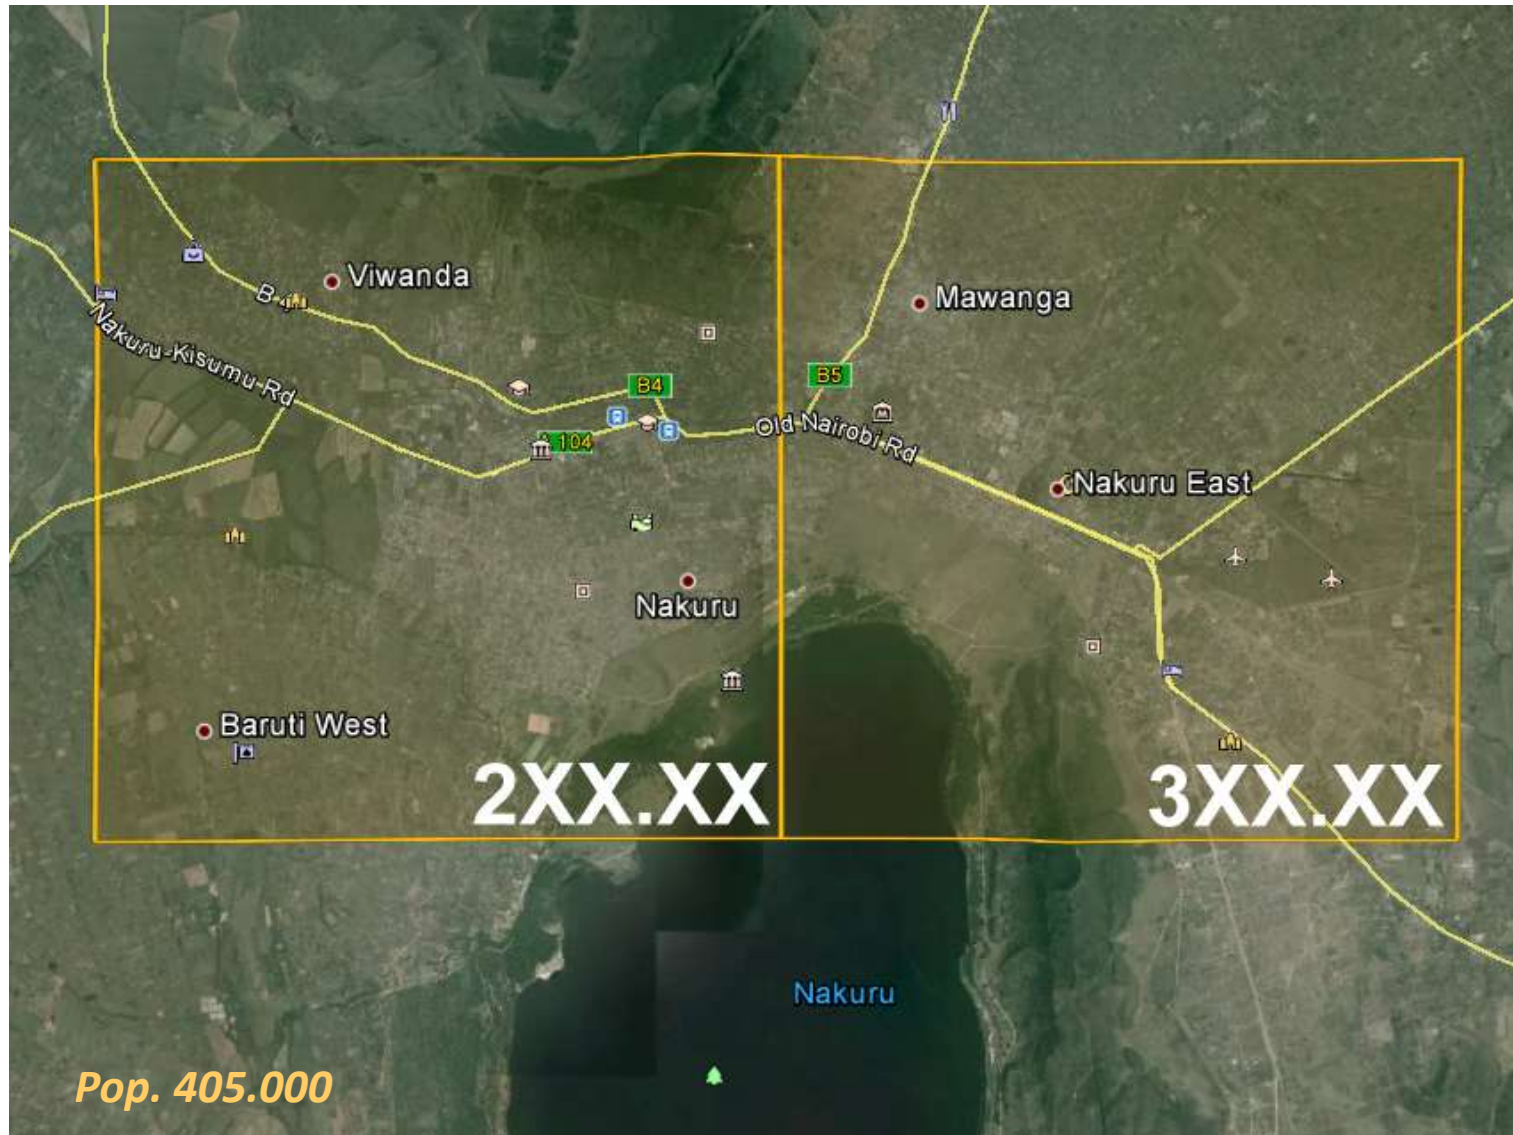 Viwanda
B 4
Mawanga
Nakuru-Kisumu-Rd
B4
B5
A 104
Old Nairobi Rd
Nakuru East
Nakuru
Baruti West
2XX.XX
3XX.XX
Nakuru
Pop. 405.000